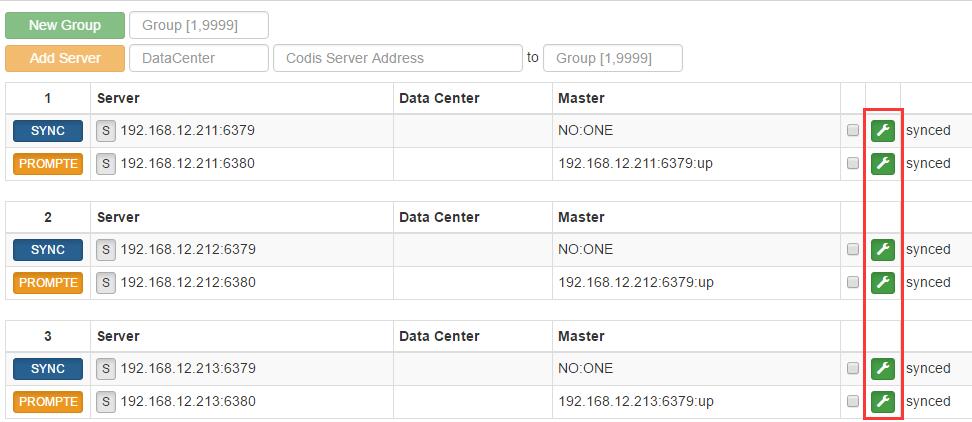 New Group Group [1,9999]
Add Server DataCenter Codis Server Address to Group [1,9999]
1 Server Data Center Master
SYNC S 192.168.12.211:6379 NO:ONE synced
PROMPTE S 192.168.12.211:6380 192.168.12.211:6379:up synced
2 Server Data Center Master
SYNC S 192.168.12.212:6379 NO:ONE synced
PROMPTE S 192.168.12.212:6380 192.168.12.212:6379:up synced
3 Server Data Center Master
SYNC S 192.168.12.213:6379 NO:ONE synced
PROMPTE S 192.168.12.213:6380 192.168.12.213:6379:up synced